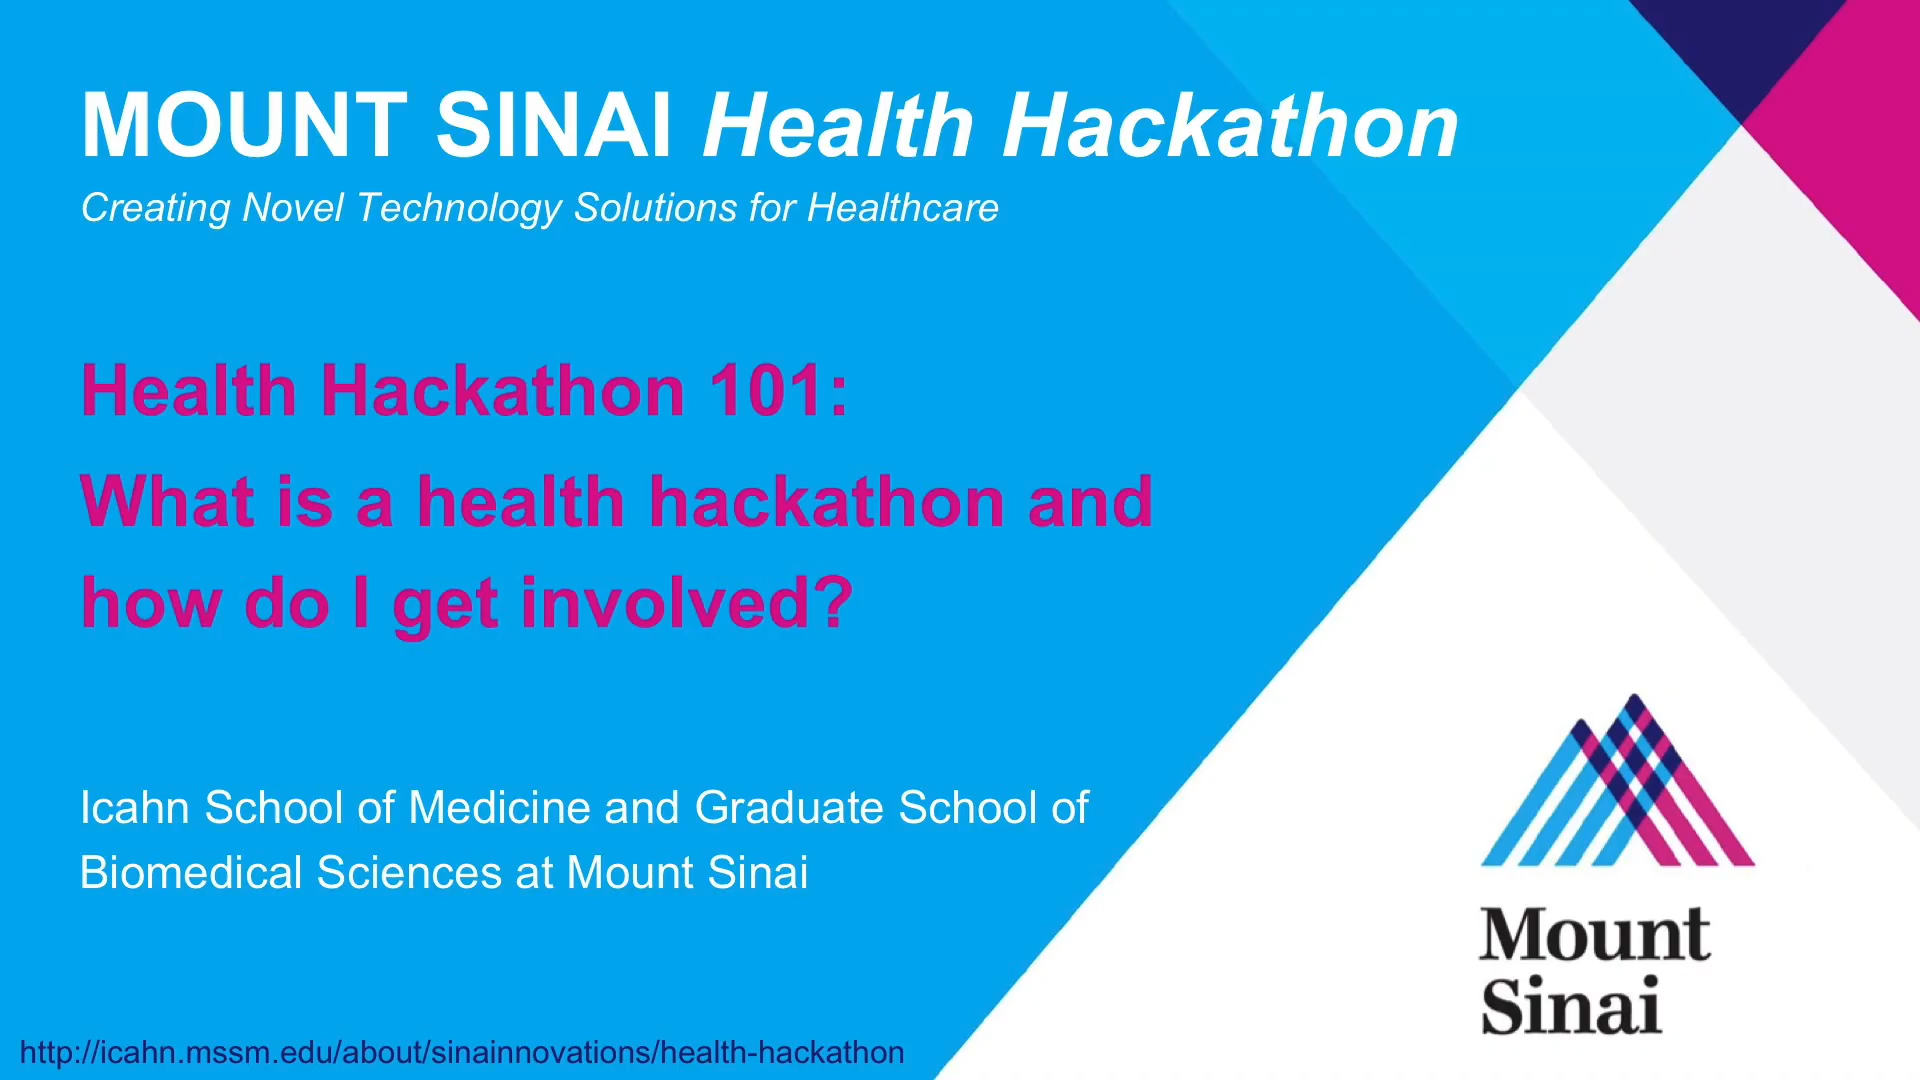 MOUNT SINAI Health Hackathon
Creating Novel Technology Solutions for Healthcare
Health Hackathon 101:
What is a health hackathon and
how do I get involved?
Icahn School of Medicine and Graduate School of
Biomedical Sciences at Mount Sinai
Mount
Sinai
http://icahn.mssm.edu/about/sinainnovations/health-hackathon